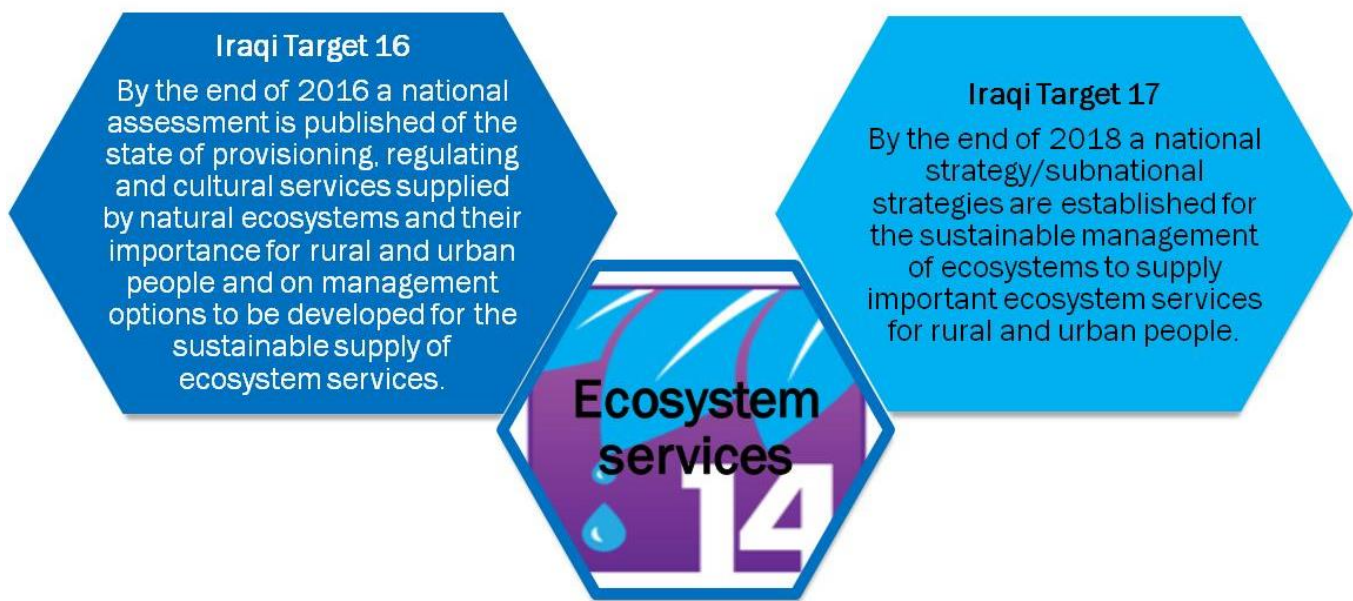 Iraqi Target 16
By the end of 2016 a national
assessment is published of the
state of provisioning, regulating
and cultural services supplied
by natural ecosystems and their
importance for rural and urban
people and on management
options to be developed for the
sustainable supply of
ecosystem services.
Iraqi Target 17
By the end of 2018 a national
strategy/subnational
strategies are established for
the sustainable management
of ecosystems to supply
important ecosystem services
for rural and urban people.
Ecosystem
services
14